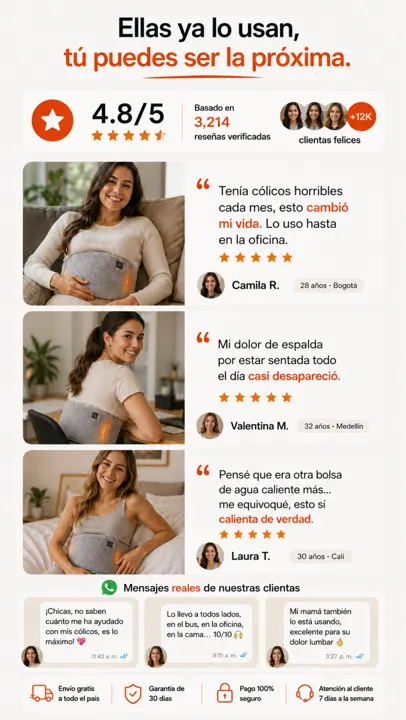 Ellas ya lo usan,
tú puedes ser la próxima.
4.8/5
Basado en
3,214
reseñas verificadas
+12K
clientas felices
“ Tenía cólicos horribles
cada mes, esto cambió
mi vida. Lo uso hasta
en la oficina.
Camila R.
28 años • Bogotá
“ Mi dolor de espalda
por estar sentada todo
el día casi desapareció.
Valentina M.
32 años • Medellín
“ Pensé que era otra bolsa
de agua caliente más...
me equivoqué, esto sí
calienta de verdad.
Laura T.
30 años • Cali
Mensajes reales de nuestras clientas
¡Chicas, no saben
cuánto me ha ayudado
con mis cólicos, es lo
máximo! 💖
11:42 a. m.
Lo llevo a todos lados,
en el bus, en la oficina,
en la cama... 10/10 🙌
9:15 p. m.
Mi mamá también
lo está usando,
excelente para su
dolor lumbar 👌
3:27 p. m.
Envío gratis
a todo el país
Garantía de
30 días
Pago 100%
seguro
Atención al cliente
7 días a la semana